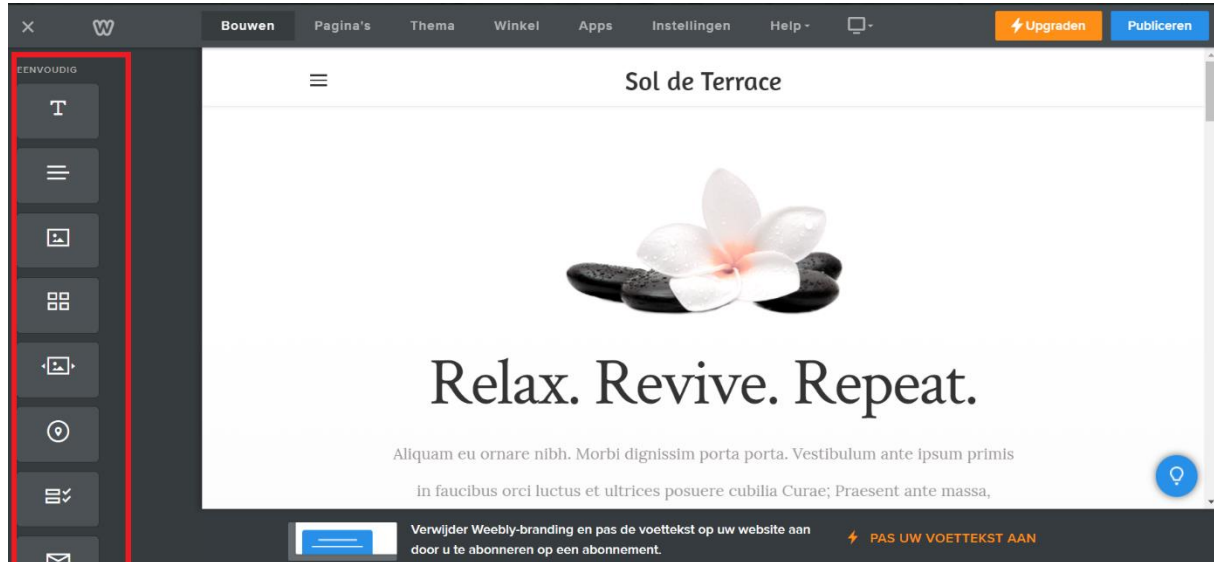 Bouwen Pagina's Thema Winkel Apps Instellingen Help Upgraden Publiceren
EENVOUDIG
T
Sol de Terrace
Relax. Revive. Repeat.
Aliquam eu ornare nibh. Morbi dignissim porta porta. Vestibulum ante ipsum primis
in faucibus orci luctus et ultrices posuere cubilia Curae; Praesent ante massa,
Verwijder Weebly-branding en pas de voettekst op uw website aan
door u te abonneren op een abonnement.
PAS UW VOETTEKST AAN